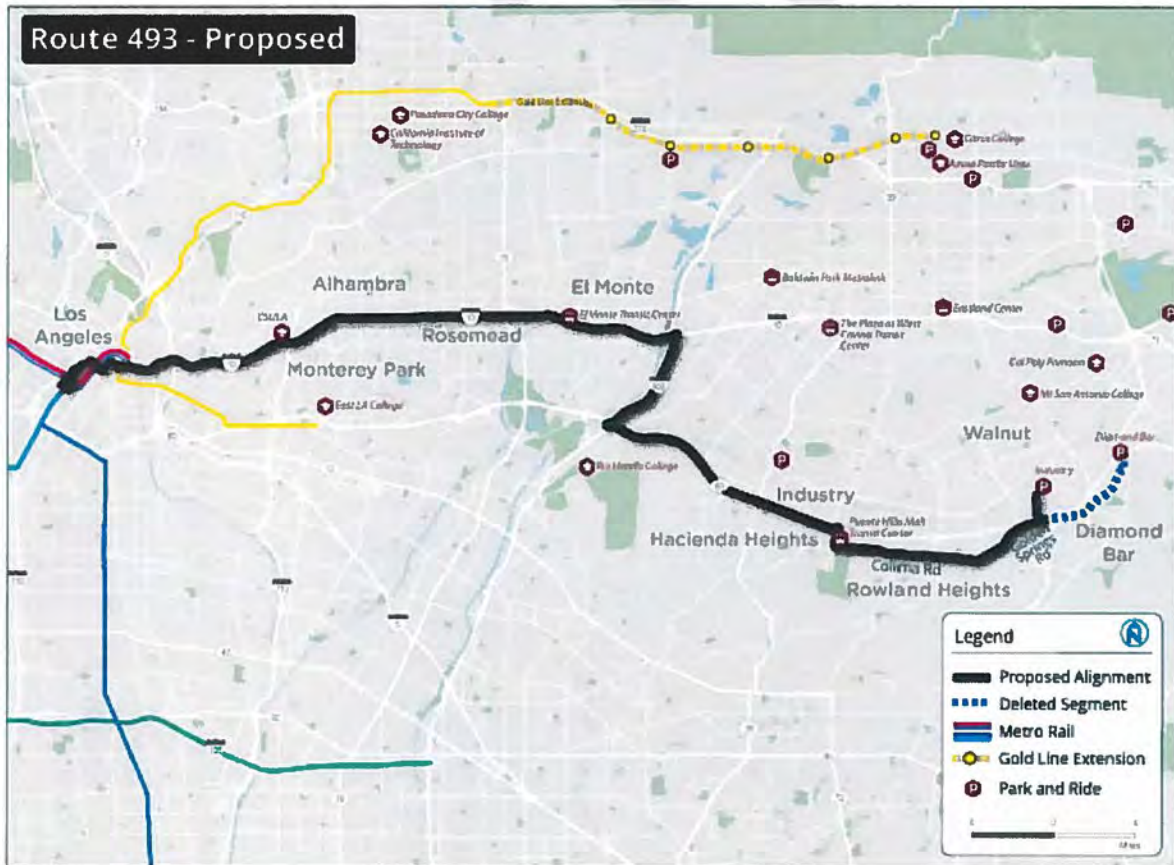 Route 493 - Proposed
Pasadena City College
California Institute of
Technology
Gold Line Extension
Citrus College
Alhambra
El Monte
Baldwin Park Metrolink
Los
Angeles
CSULA
Rosemead
El Monte Transit Center
Eastland Center
The Plaza at West
Covina Transit
Center
Monterey Park
Cal Poly Pomona
East LA College
Mt San Antonio College
Walnut
Diamond Bar
Rio Hondo College
Industry
Industry
Puente Hills Mall
Transit Center
Hacienda Heights
Diamond
Bar
Golden
Springs
Rd
Colima Rd
Rowland Heights
Legend
N
Proposed Alignment
Deleted Segment
Metro Rail
Gold Line Extension
P
Park and Ride
Miles